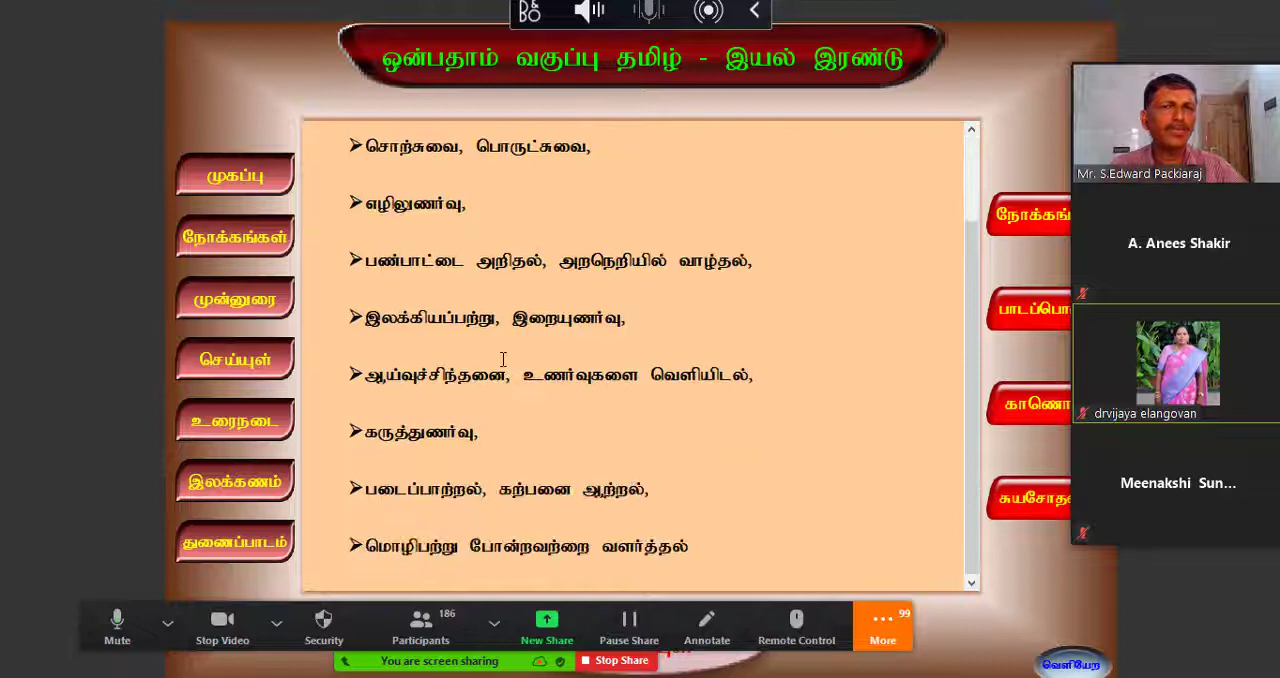 ஒன்பதாம் வகுப்பு தமிழ் - இயல் இரண்டு
முகப்பு
நோக்கங்கள்
முன்னுரை
செய்யுள்
உரைநடை
இலக்கணம்
துணைப்பாடம்
➢சொற்சுவை, பொருட்சுவை,
➢எழிலுணர்வு,
➢பண்பாட்டை அறிதல், அறநெறியில் வாழ்தல்,
➢இலக்கியப்பற்று, இறையுணர்வு,
➢ஆய்வுச்சிந்தனை, உணர்வுகளை வெளியிடல்,
➢கருத்துணர்வு,
➢படைப்பாற்றல், கற்பனை ஆற்றல்,
➢மொழிபற்று போன்றவற்றை வளர்த்தல்
நோக்கங்
பாடப்பொ
காணொ
சுயசோத
Mr. S.Edward Packiaraj
A. Anees Shakir
drvijaya elangovan
Meenakshi Sun...
Mute
Stop Video
Security
Participants
186
New Share
Pause Share
Annotate
Remote Control
More
99
You are screen sharing
Stop Share
வெளியேற